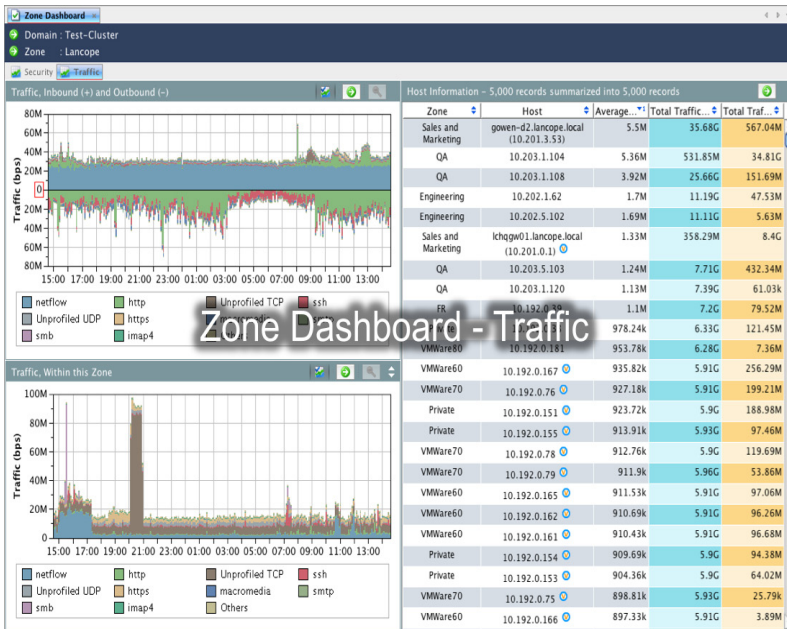 Zone Dashboard
Domain : Test-Cluster
Zone : Lancope
Security Traffic
Traffic, Inbound (+) and Outbound (-)
Traffic (bps)
80M
60M
40M
20M
0
20M
40M
60M
80M
15:00 17:00 19:00 21:00 23:00 01:00 03:00 05:00 07:00 09:00 11:00 13:00
netflow http Unprofiled TCP ssh
Unprofiled UDP https macromedia smtp
smb imap4 Others
Traffic, Within this Zone
Traffic (bps)
100M
80M
60M
40M
20M
0
15:00 17:00 19:00 21:00 23:00 01:00 03:00 05:00 07:00 09:00 11:00 13:00
netflow http Unprofiled TCP ssh
Unprofiled UDP https macromedia smtp
smb imap4 Others
Host Information - 5,000 records summarized into 5,000 records
Zone Host Average... Total Traffic... Total Traf...
Sales and Marketing gowen-d2.lancope.local (10.201.3.53) 5.5M 35.68G 567.04M
QA 10.203.1.104 5.36M 531.85M 34.81G
QA 10.203.1.108 3.92M 25.66G 151.69M
Engineering 10.202.1.62 1.7M 11.19G 47.53M
Engineering 10.202.5.102 1.69M 11.11G 5.63M
Sales and Marketing lchqgw01.lancope.local (10.201.0.1) 1.33M 358.29M 8.4G
QA 10.203.5.103 1.24M 7.71G 432.34M
QA 10.203.1.120 1.13M 7.39G 61.03k
FR 10.192.0.39 1.1M 7.2G 79.52M
Private 978.24k 6.33G 121.45M
VMWare80 10.192.0.181 953.78k 6.28G 7.36M
VMWare60 10.192.0.167 935.82k 5.91G 256.29M
VMWare70 10.192.0.76 927.18k 5.91G 199.21M
Private 10.192.0.151 923.72k 5.9G 188.98M
Private 10.192.0.155 913.91k 5.93G 97.46M
VMWare70 10.192.0.78 912.76k 5.9G 119.69M
VMWare70 10.192.0.79 911.9k 5.96G 53.86M
VMWare60 10.192.0.165 911.53k 5.91G 97.06M
VMWare60 10.192.0.162 910.69k 5.91G 96.26M
VMWare60 10.192.0.161 910.43k 5.91G 96.68M
Private 10.192.0.154 909.69k 5.9G 94.38M
Private 10.192.0.153 904.36k 5.9G 64.02M
VMWare70 10.192.0.75 898.81k 5.93G 25.79k
VMWare60 10.192.0.166 897.33k 5.91G 3.89M
Zone Dashboard - Traffic